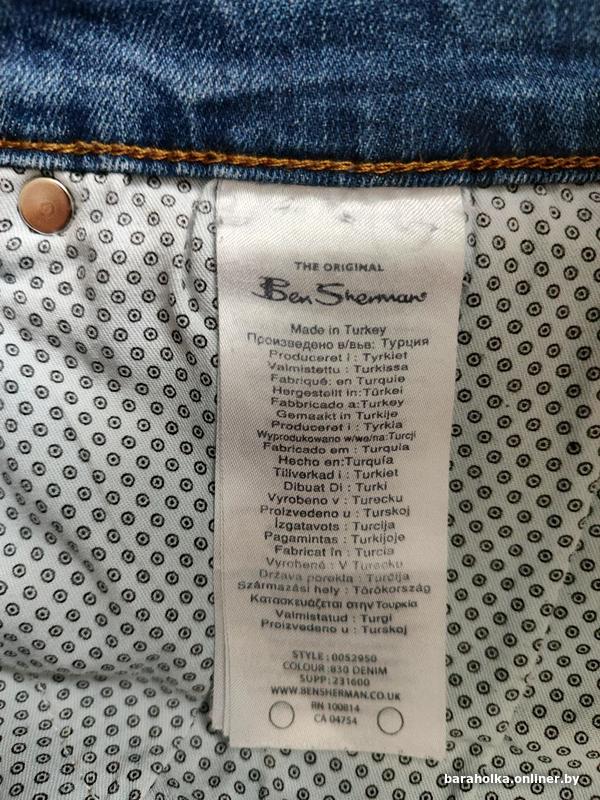 THE ORIGINAL
Ben Sherman
Made in Turkey
Произведено в/във: Турция
Produceret i : Tyrkiet
Valmistettu : Turkissa
Fabriqué: en Turquie
Hergestellt in:Türkei
Fabbricado a:Turkey
Gemaakt in Turkije
Produceret i : Tyrkia
Wyprodukowano w/we/na:Turcji
Fabricado em : Turquia
Hecho en:Turquía
Tillverkad i : Turkiet
Dibuat Di : Turki
Vyrobeno v : Turecku
Proizvedeno u : Turskoj
Izgatavots : Turcija
Pagamintas : Turkijoje
Fabricat în : Turcia
Vyrobené : V Turecku
Država porekla : Turčija
Származási hely : Törökország
Κατασκευάζεται στην Τουρκία
Valmistatud : Turgi
Proizvedeno u : Turskoj
STYLE : 0052950
COLOUR :830 DENIM
SUPP : 231600
WWW.BENSHERMAN.CO.UK
RN 100814
CA 04754
baraholka.onliner.by